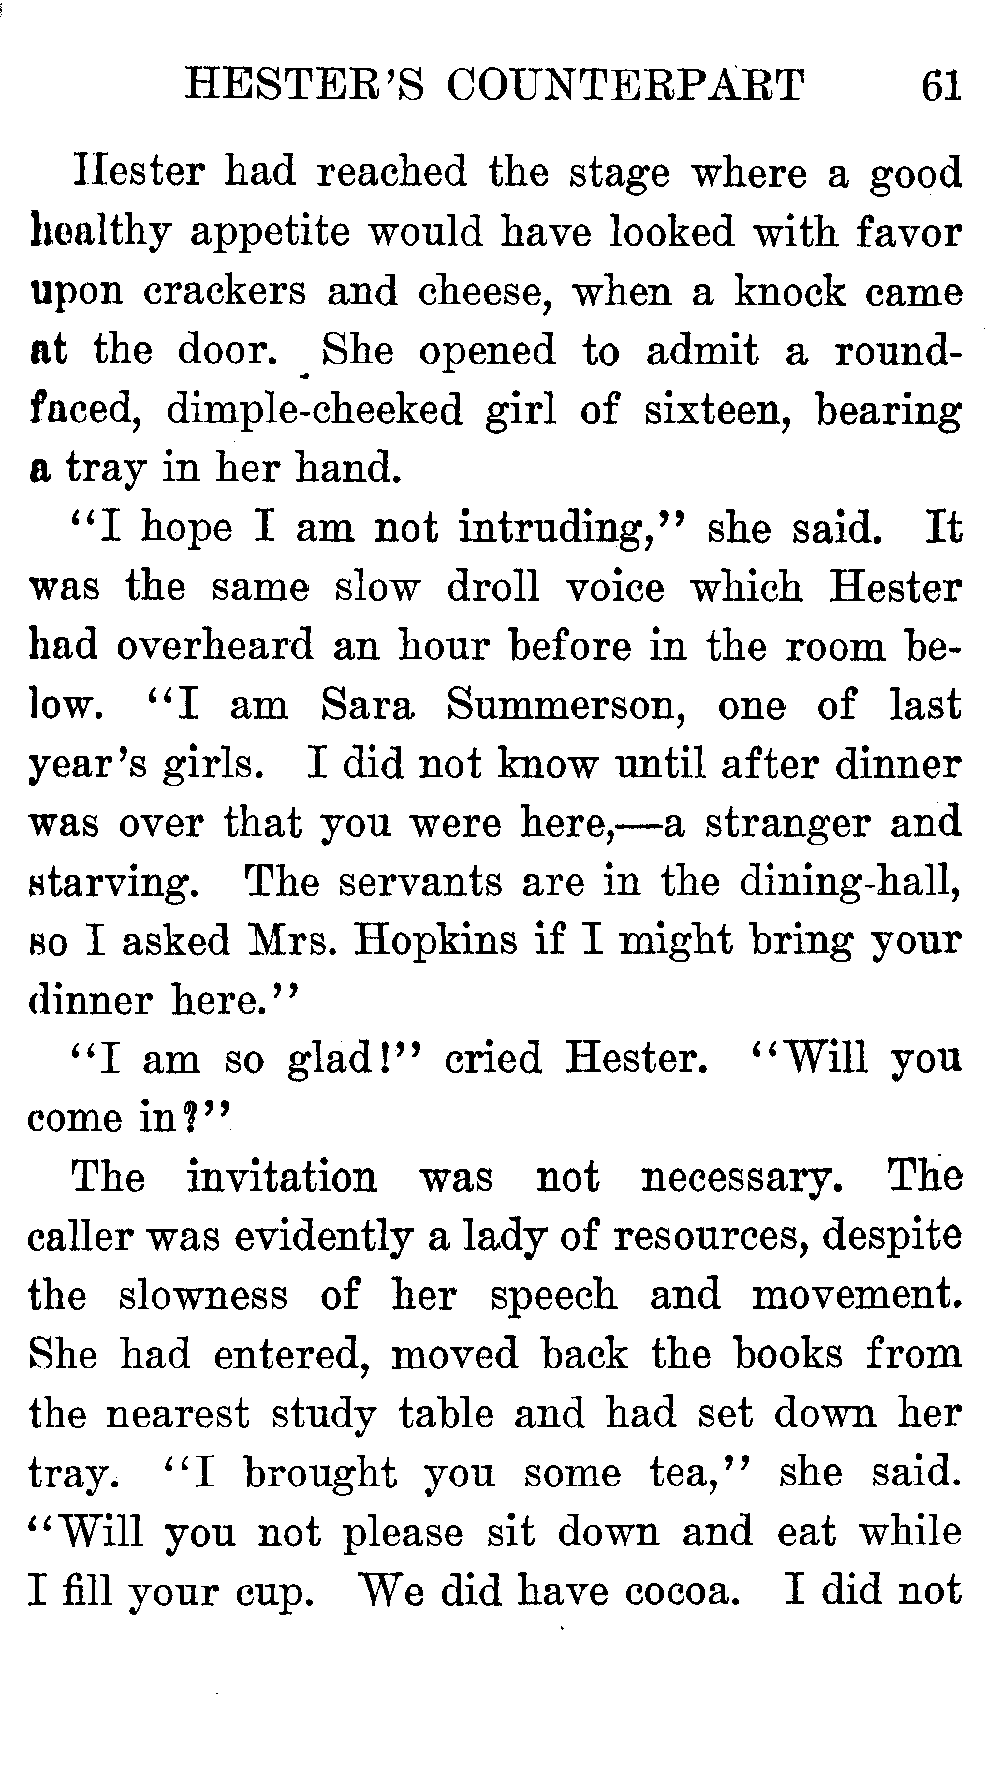 HESTER'S COUNTERPART 61
Hester had reached the stage where a good
healthy appetite would have looked with favor
upon crackers and cheese, when a knock came
at the door. She opened to admit a round-
faced, dimple-cheeked girl of sixteen, bearing
a tray in her hand.
"I hope I am not intruding," she said. It
was the same slow droll voice which Hester
had overheard an hour before in the room be-
low. "I am Sara Summerson, one of last
year's girls. I did not know until after dinner
was over that you were here,—a stranger and
starving. The servants are in the dining-hall,
so I asked Mrs. Hopkins if I might bring your
dinner here."
"I am so glad!" cried Hester. "Will you
come in?"
The invitation was not necessary. The
caller was evidently a lady of resources, despite
the slowness of her speech and movement.
She had entered, moved back the books from
the nearest study table and had set down her
tray. "I brought you some tea," she said.
"Will you not please sit down and eat while
I fill your cup. We did have cocoa. I did not